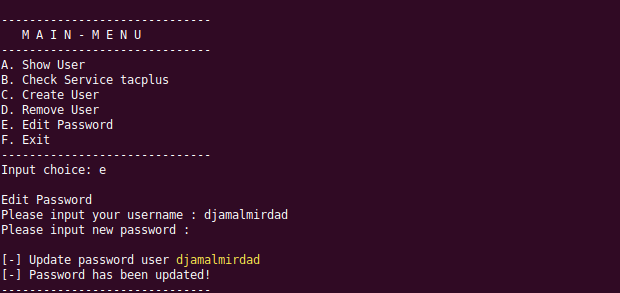 ------------------------------
M A I N - M E N U
------------------------------
A. Show User
B. Check Service tacplus
C. Create User
D. Remove User
E. Edit Password
F. Exit
------------------------------
Input choice: e
Edit Password
Please input your username : djamalmirdad
Please input new password :
[-] Update password user djamalmirdad
[-] Password has been updated!
------------------------------